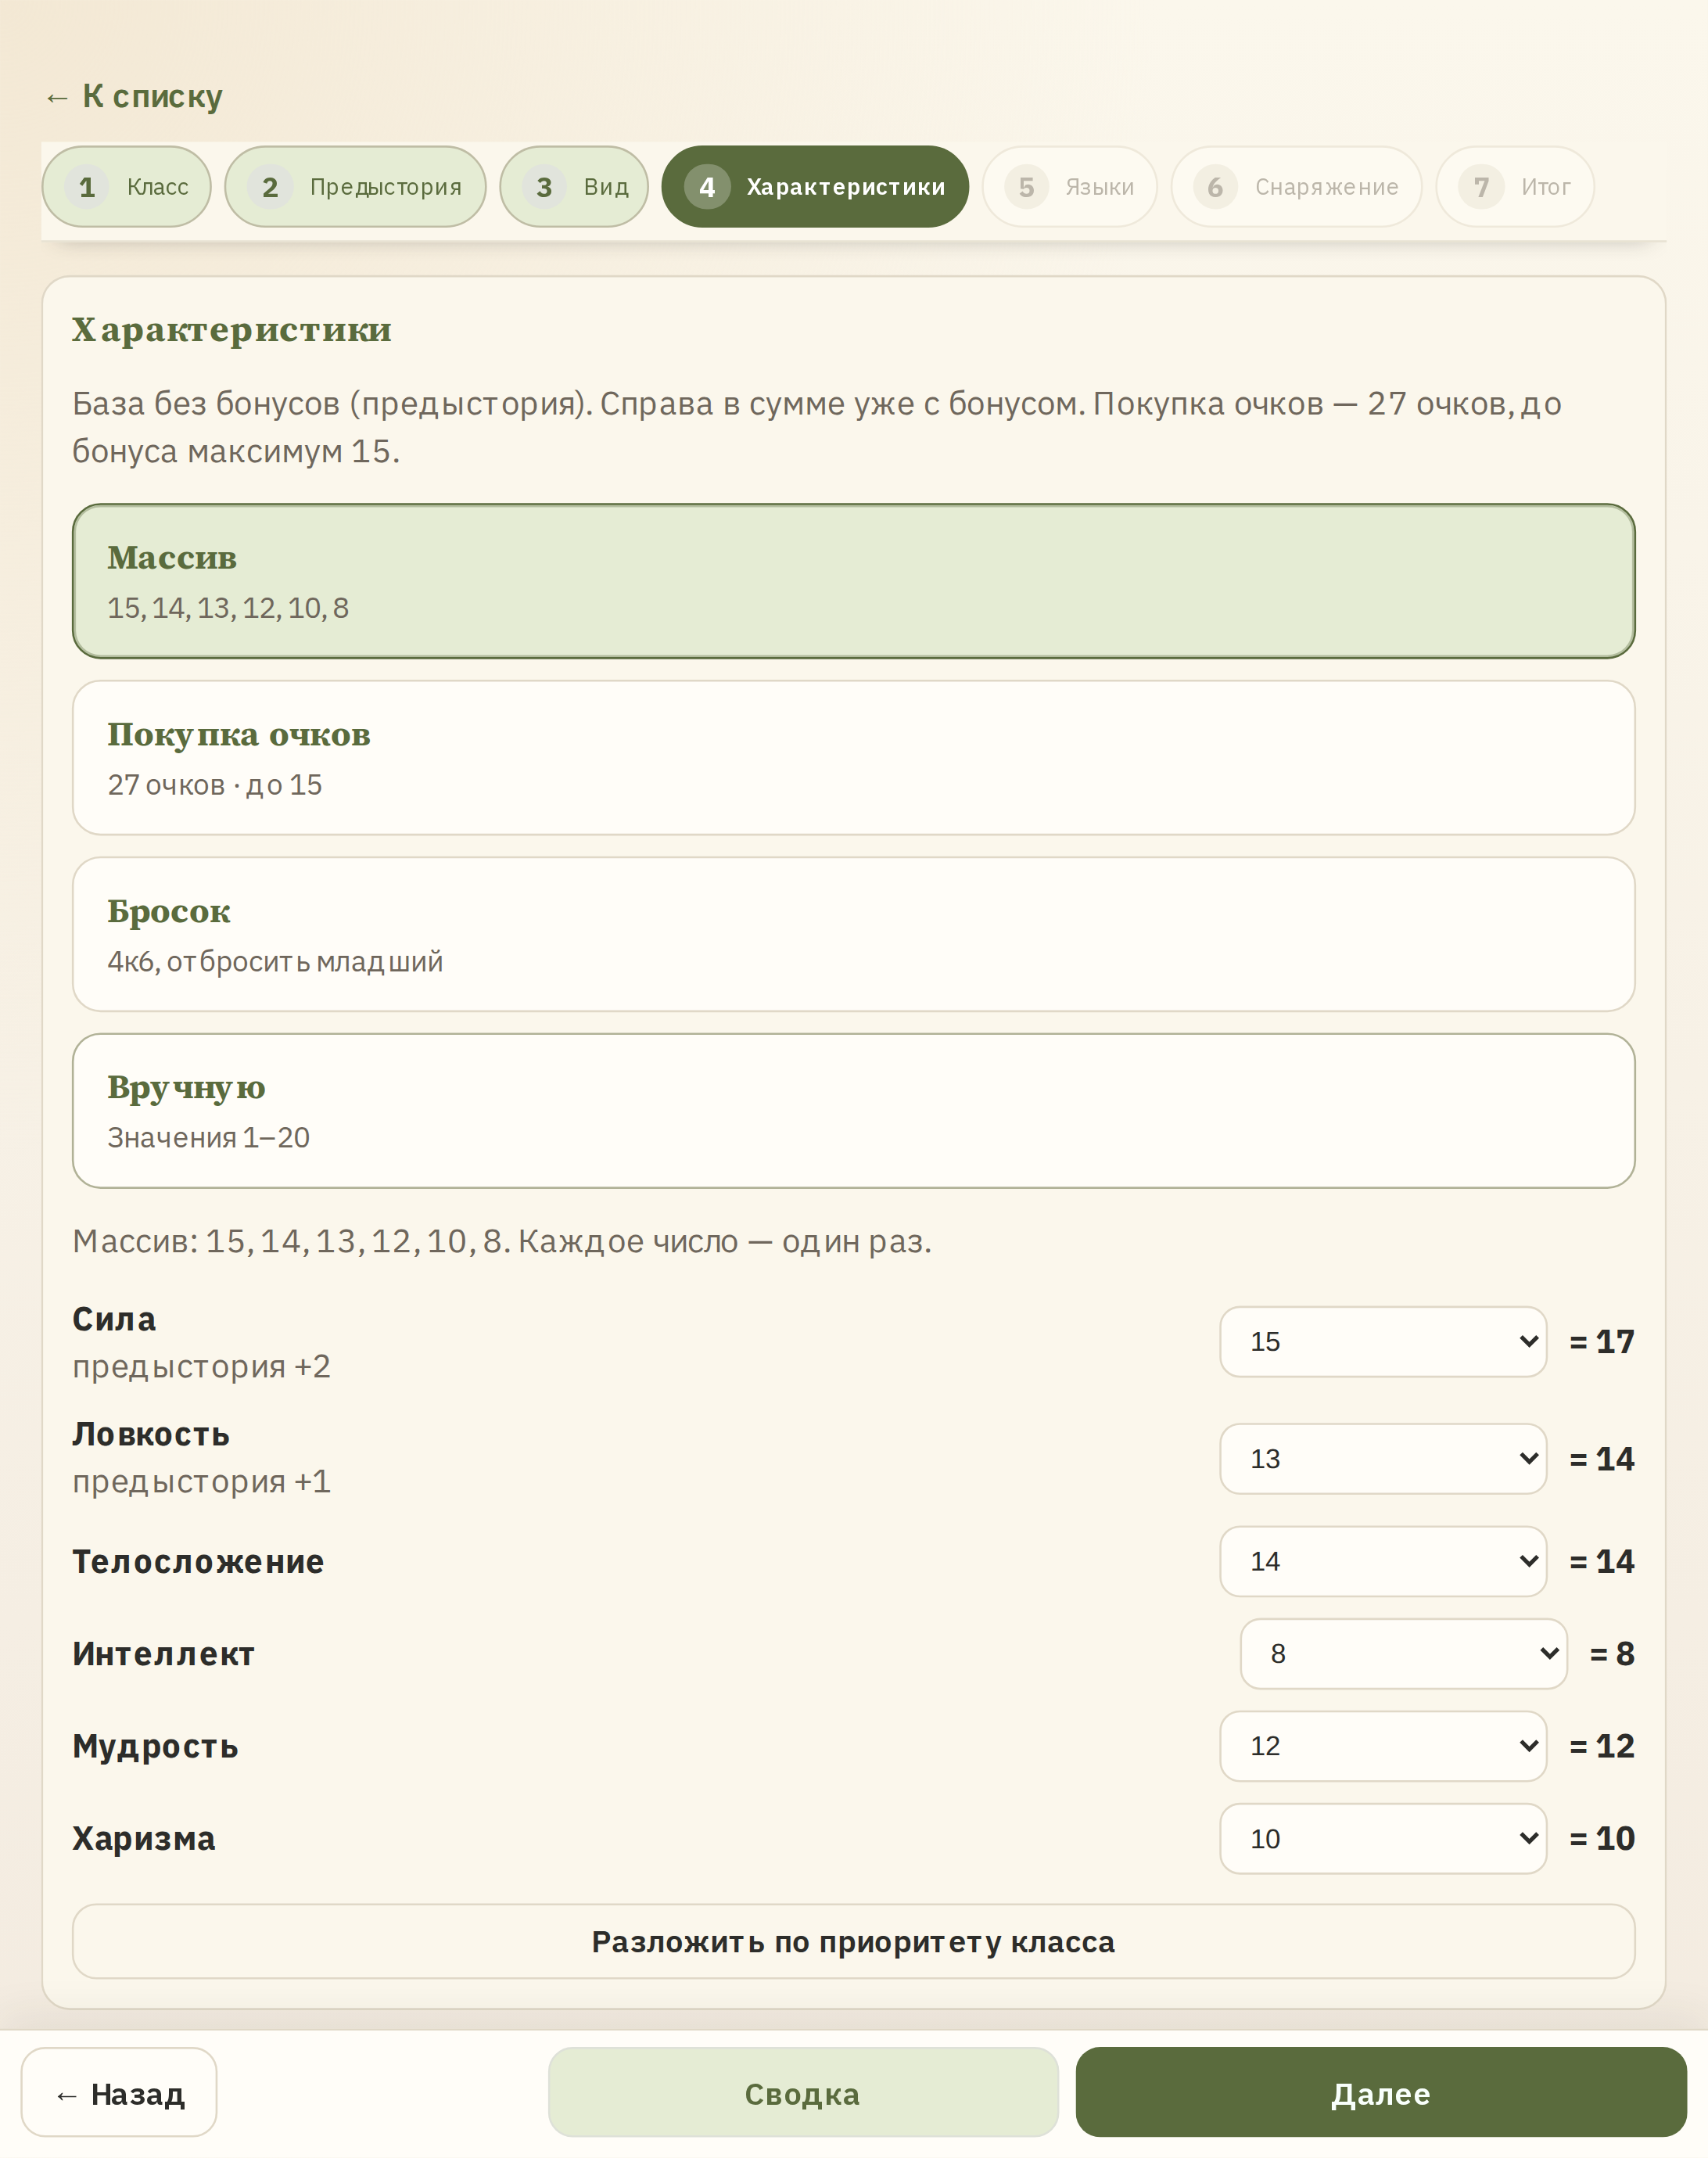 ← К списку
1 Класс 2 Предыстория 3 Вид 4 Характеристики 5 Языки 6 Снаряжение 7 Итог
Характеристики
База без бонусов (предыстория). Справа в сумме уже с бонусом. Покупка очков — 27 очков, до
бонуса максимум 15.
Массив
15, 14, 13, 12, 10, 8
Покупка очков
27 очков · до 15
Бросок
4к6, отбросить младший
Вручную
Значения 1–20
Массив: 15, 14, 13, 12, 10, 8. Каждое число — один раз.
Сила
предыстория +2
15 = 17
Ловкость
предыстория +1
13 = 14
Телосложение 14 = 14
Интеллект 8 = 8
Мудрость 12 = 12
Харизма 10 = 10
Разложить по приоритету класса
← Назад Сводка Далее